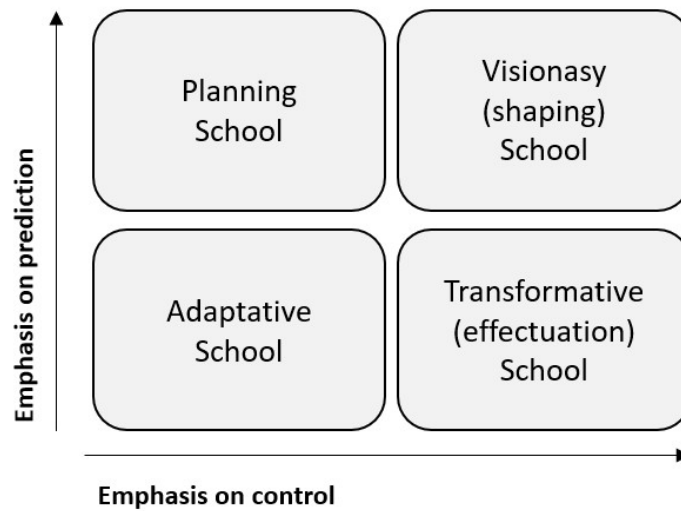 Emphasis on prediction
Planning
School
Visionasy
(shaping)
School
Adaptative
School
Transformative
(effectuation)
School
Emphasis on control